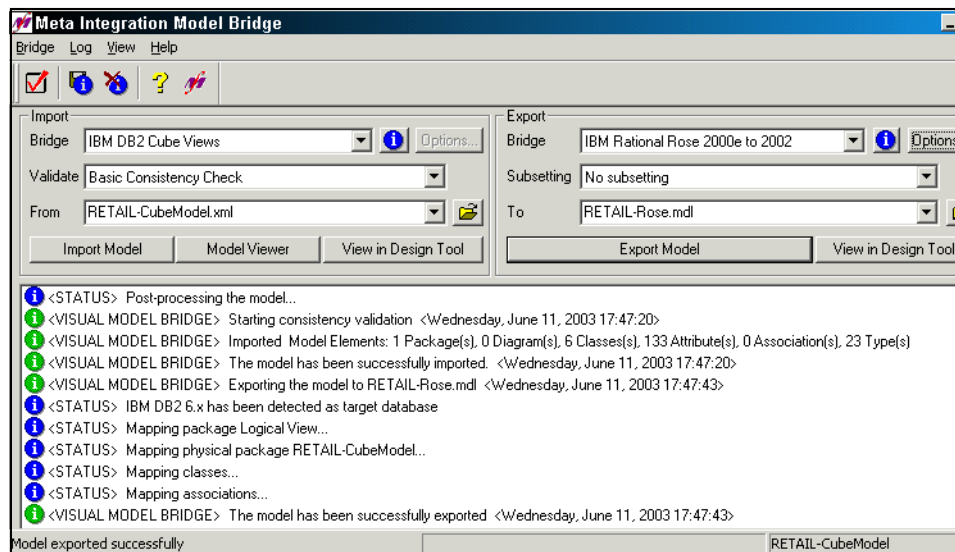 Meta Integration Model Bridge
Bridge Log View Help
Import
Bridge IBM DB2 Cube Views Options...
Validate Basic Consistency Check
From RETAIL-CubeModel.xml
Import Model Model Viewer View in Design Tool
Export
Bridge IBM Rational Rose 2000e to 2002 Options
Subsetting No subsetting
To RETAIL-Rose.mdl
Export Model View in Design Tool
<STATUS> Post-processing the model...
<VISUAL MODEL BRIDGE> Starting consistency validation <Wednesday, June 11, 2003 17:47:20>
<VISUAL MODEL BRIDGE> Imported Model Elements: 1 Package(s), 0 Diagram(s), 6 Classes(s), 133 Attribute(s), 0 Association(s), 23 Type(s)
<VISUAL MODEL BRIDGE> The model has been successfully imported. <Wednesday, June 11, 2003 17:47:20>
<VISUAL MODEL BRIDGE> Exporting the model to RETAIL-Rose.mdl <Wednesday, June 11, 2003 17:47:43>
<STATUS> IBM DB2 6.x has been detected as target database
<STATUS> Mapping package Logical View...
<STATUS> Mapping physical package RETAIL-CubeModel...
<STATUS> Mapping classes...
<STATUS> Mapping associations...
<VISUAL MODEL BRIDGE> The model has been successfully exported <Wednesday, June 11, 2003 17:47:43>
Model exported successfully RETAIL-CubeModel